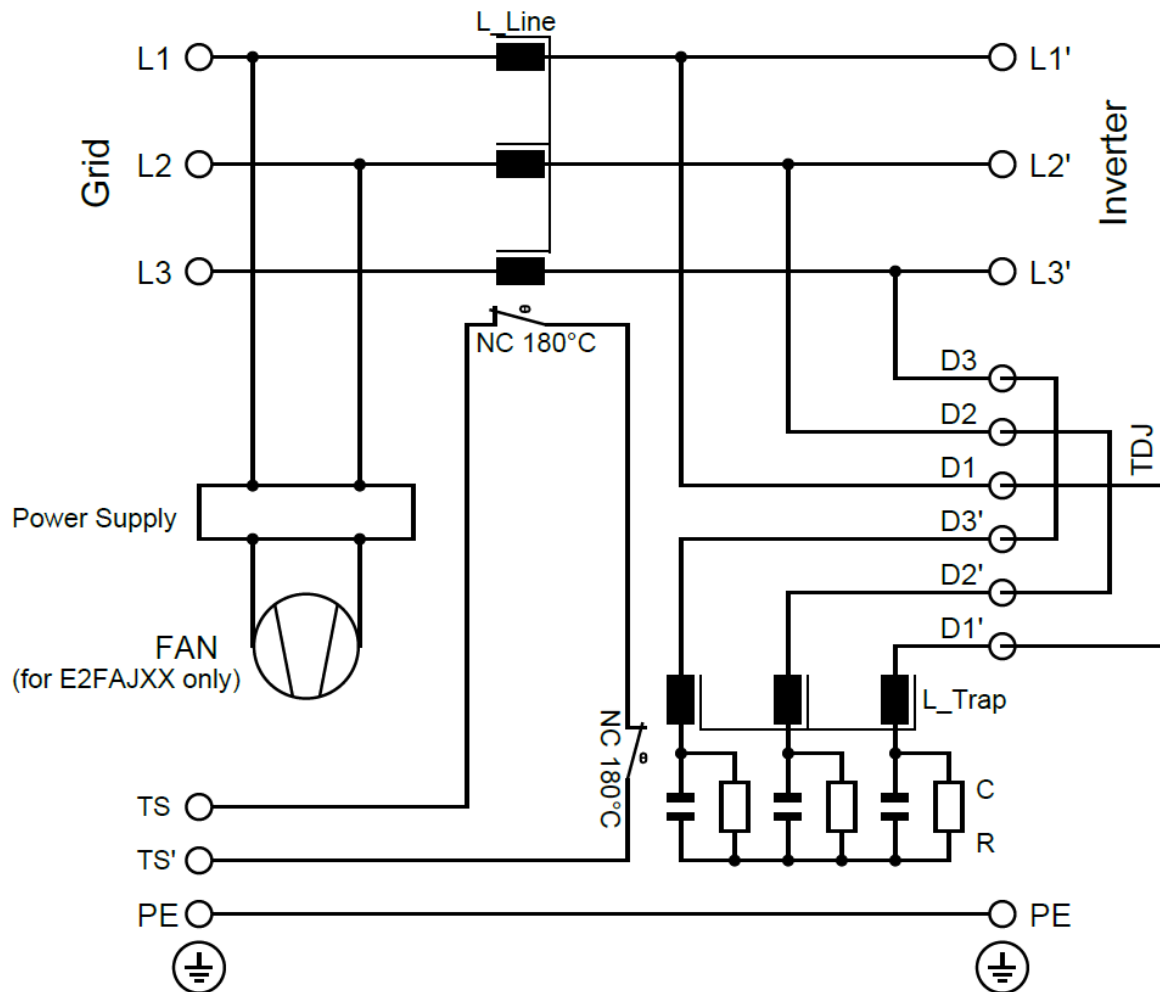 L_Line
L1
L1'
Grid
Inverter
L2
L2'
L3
L3'
NC 180°C
D3
D2
TDJ
D1
Power Supply
D3'
D2'
D1'
FAN
(for E2FAJXX only)
L_Trap
NC 180°C
θ
θ
C
R
TS
TS'
PE
PE